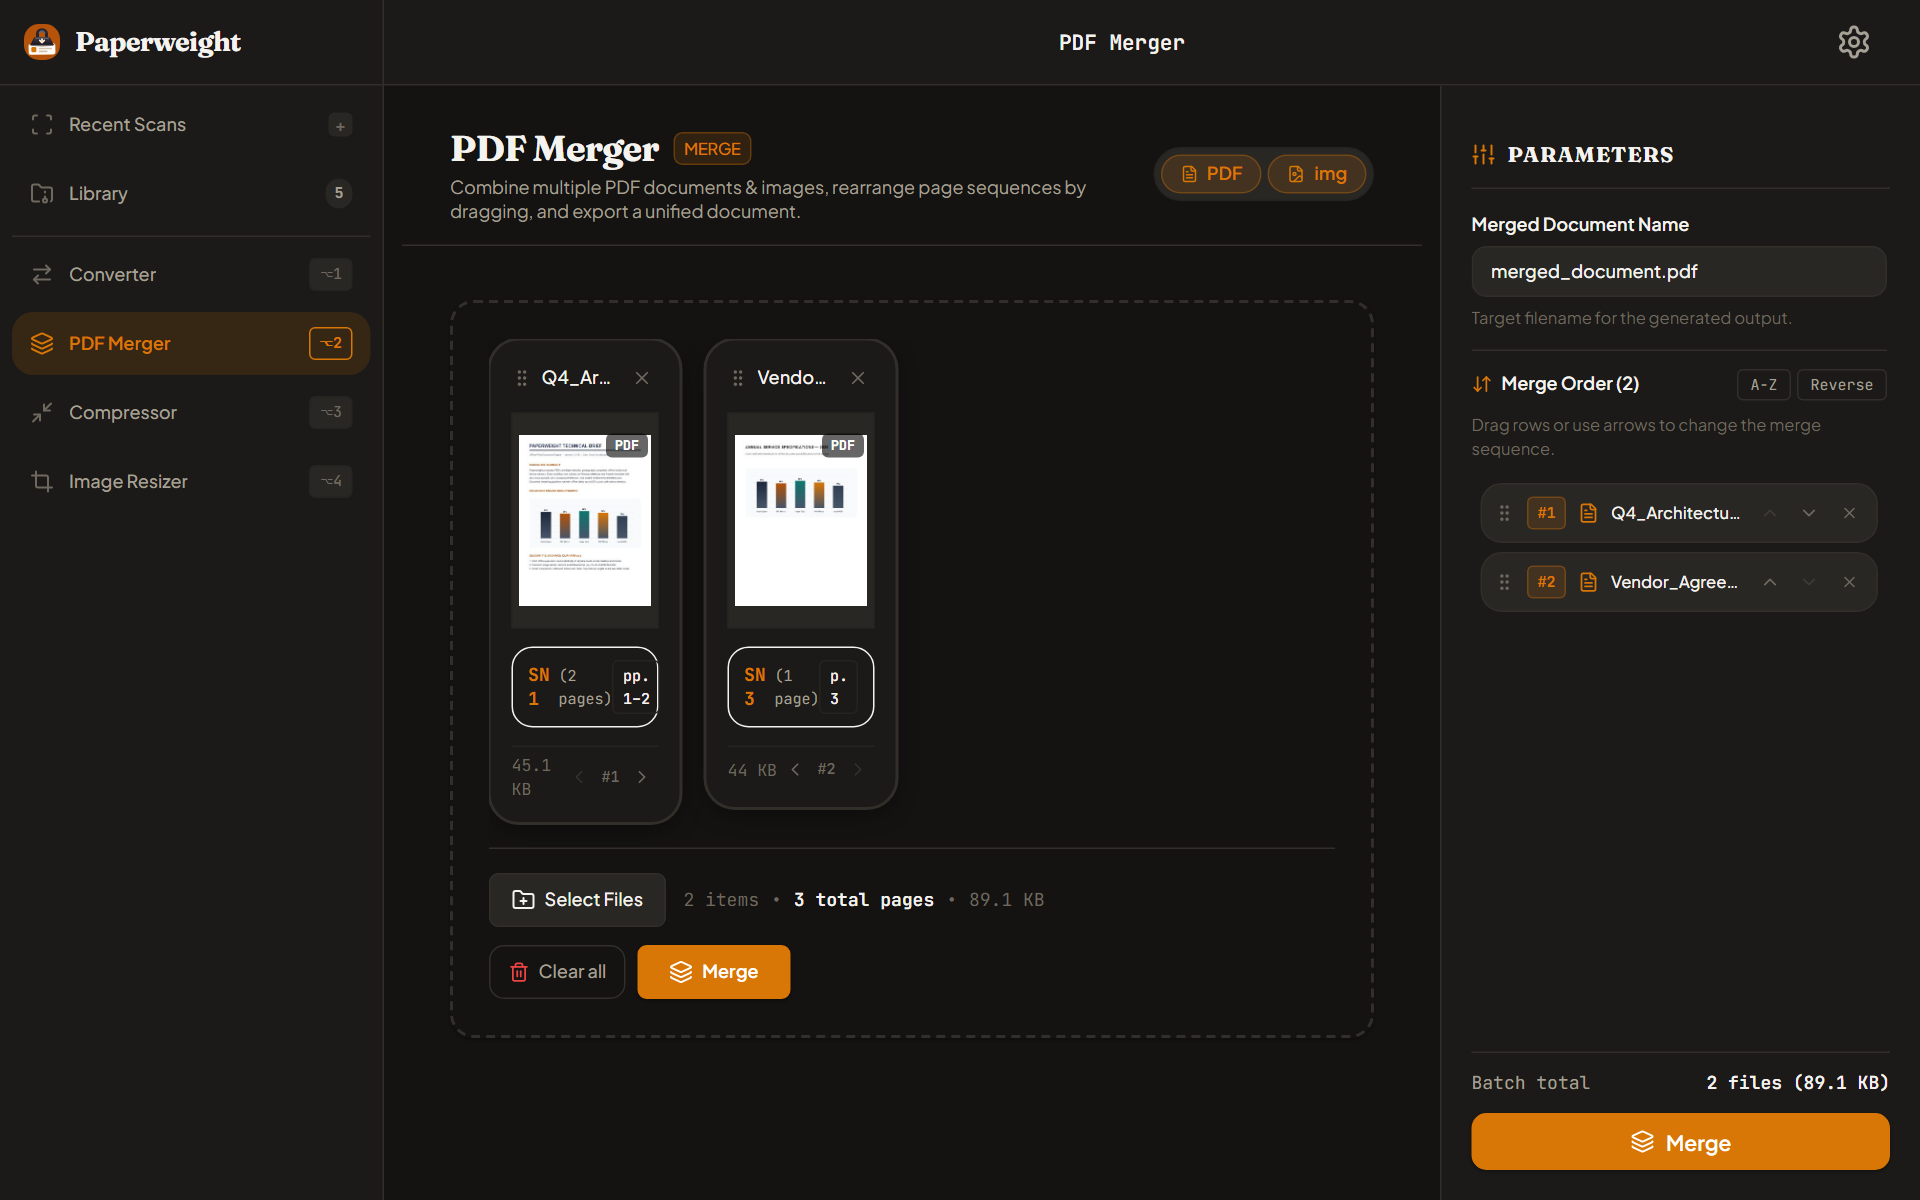 Paperweight
PDF Merger
Recent Scans
+
Library
5
Converter
⌥1
PDF Merger
⌥2
Compressor
⌥3
Image Resizer
⌥4
PDF Merger
MERGE
Combine multiple PDF documents & images, rearrange page sequences by
dragging, and export a unified document.
PDF
img
Q4_Ar...
PDF
PAPERWEIGHT TECHNICAL BRIEF
SN 1
(2 pages)
pp. 1–2
45.1 KB
#1
Vendo...
PDF
SN 3
(1 page)
p. 3
44 KB
#2
Select Files
2 items • 3 total pages • 89.1 KB
Clear all
Merge
PARAMETERS
Merged Document Name
merged_document.pdf
Target filename for the generated output.
Merge Order (2)
A-Z
Reverse
Drag rows or use arrows to change the merge
sequence.
#1
Q4_Architectu...
#2
Vendor_Agree...
Batch total
2 files (89.1 KB)
Merge